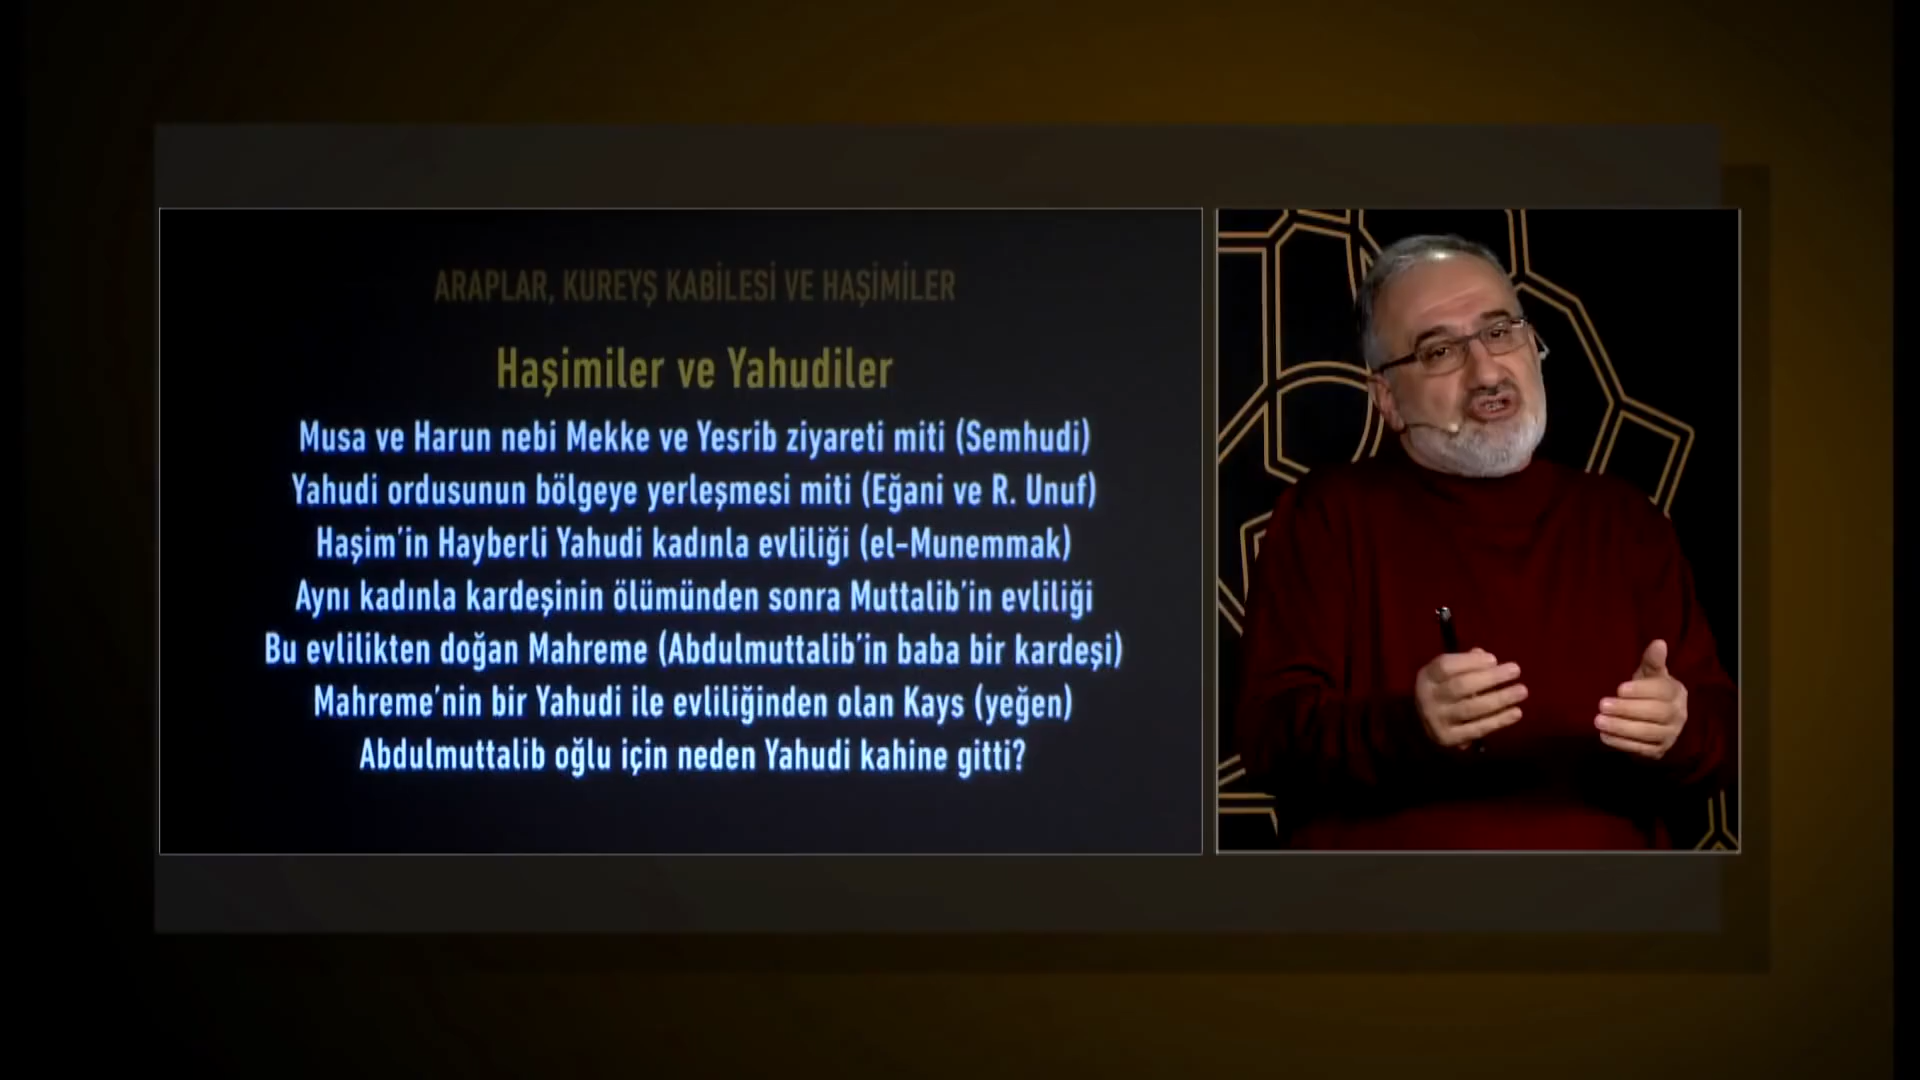 ARAPLAR, KUREYŞ KABİLESİ VE HAŞİMİLER
Haşimiler ve Yahudiler
Musa ve Harun nebi Mekke ve Yesrib ziyareti miti (Semhudi)
Yahudi ordusunun bölgeye yerleşmesi miti (Eğani ve R. Unuf)
Haşim'in Hayberli Yahudi kadınla evliliği (el-Munemmak)
Aynı kadınla kardeşinin ölümünden sonra Muttalib'in evliliği
Bu evlilikten doğan Mahreme (Abdulmuttalib'in baba bir kardeşi)
Mahreme'nin bir Yahudi ile evliliğinden olan Kays (yeğen)
Abdulmuttalib oğlu için neden Yahudi kahine gitti?